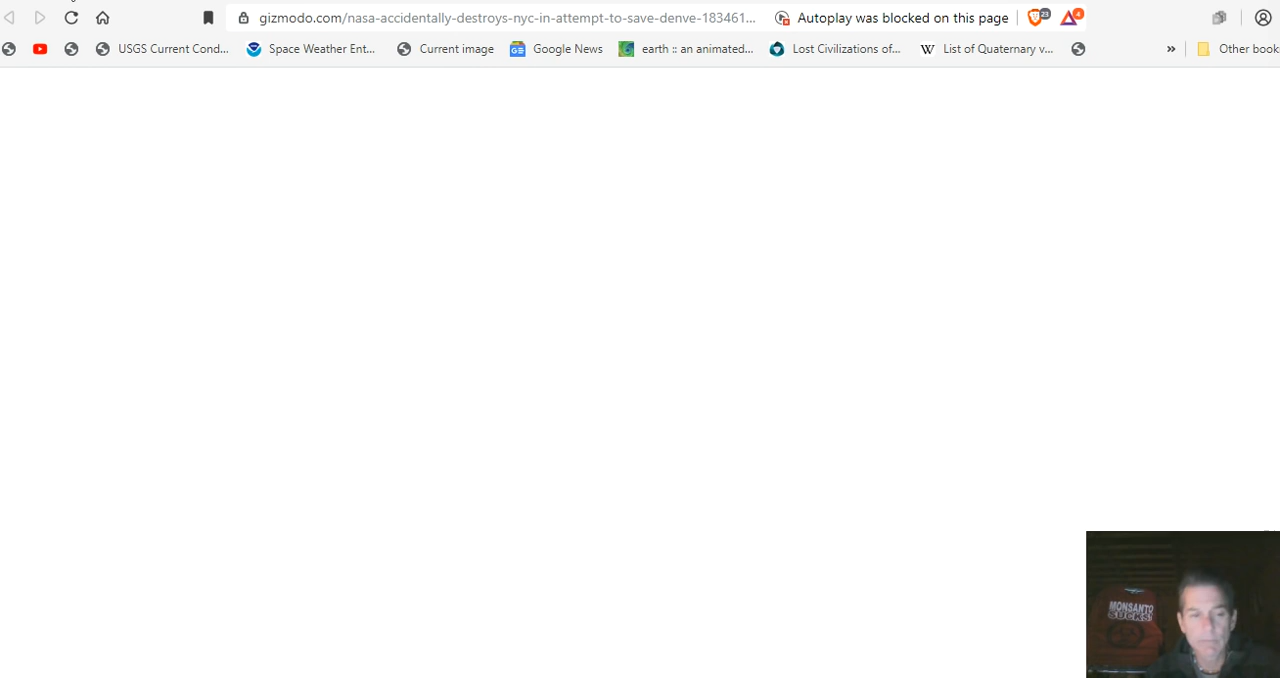 gizmodo.com/nasa-accidentally-destroys-nyc-in-attempt-to-save-denve-183461... Autoplay was blocked on this page 23 4
USGS Current Cond... Space Weather Ent... Current image Google News earth :: an animated... Lost Civilizations of... W List of Quaternary v... » Other book
MONSANTO
SUCKS!